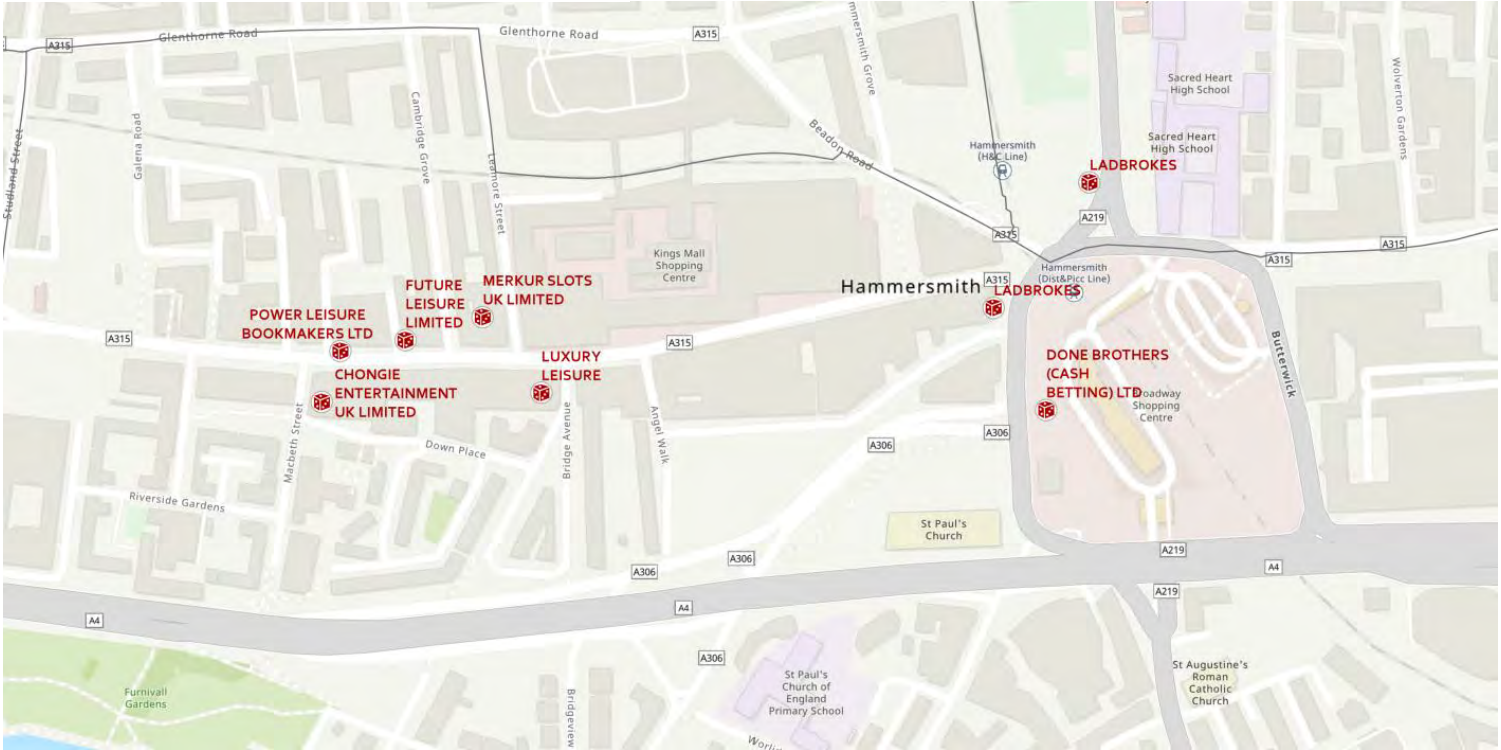 Glenthorne Road
Glenthorne Road
A315
A315
mmersmith Grove
Sacred Heart
High School
Wolverton Gardens
Studland Street
Galena Road
Cambridge Grove
Leamore Street
Beadon Road
Hammersmith
(H&C Line)
Sacred Heart
High School
LADBROKES
A219
A315
A315
A315
Kings Mall
Shopping
Centre
Hammersmith
(Dist&Picc Line)
A315
Hammersmith
LADBROKES
FUTURE
LEISURE
LIMITED
MERKUR SLOTS
UK LIMITED
POWER LEISURE
BOOKMAKERS LTD
A315
A315
CHONGIE
ENTERTAINMENT
UK LIMITED
LUXURY
LEISURE
DONE BROTHERS
(CASH
BETTING) LTD
Broadway
Shopping
Centre
Butterwick
Macbeth Street
Down Place
Bridge Avenue
Angel Walk
A306
A306
Riverside Gardens
St Paul's
Church
A306
A306
A219
A4
A219
A4
A4
A306
St Paul's
Church of
England
Primary School
St Augustine's
Roman
Catholic
Church
Furnivall
Gardens
Bridgeview